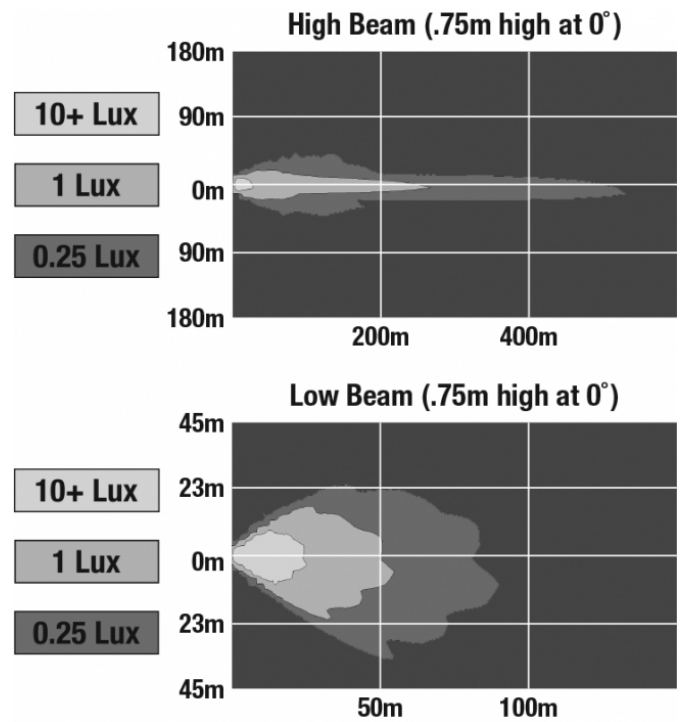 High Beam (.75m high at 0˚)
180m
10+ Lux
90m
1 Lux
0m
0.25 Lux
90m
180m
200m
400m
Low Beam (.75m high at 0˚)
45m
10+ Lux
23m
1 Lux
0m
0.25 Lux
23m
45m
50m
100m